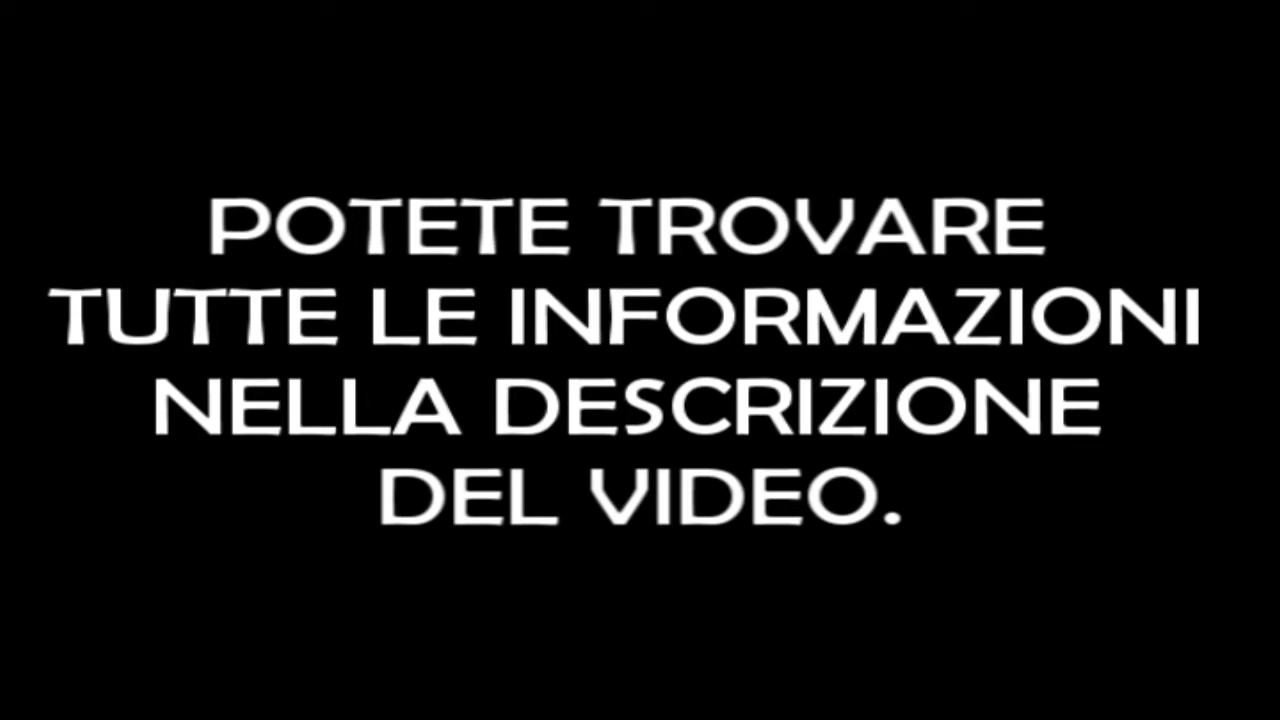 POTETE TROVARE
TUTTE LE INFORMAZIONI
NELLA DESCRIZIONE
DEL VIDEO.